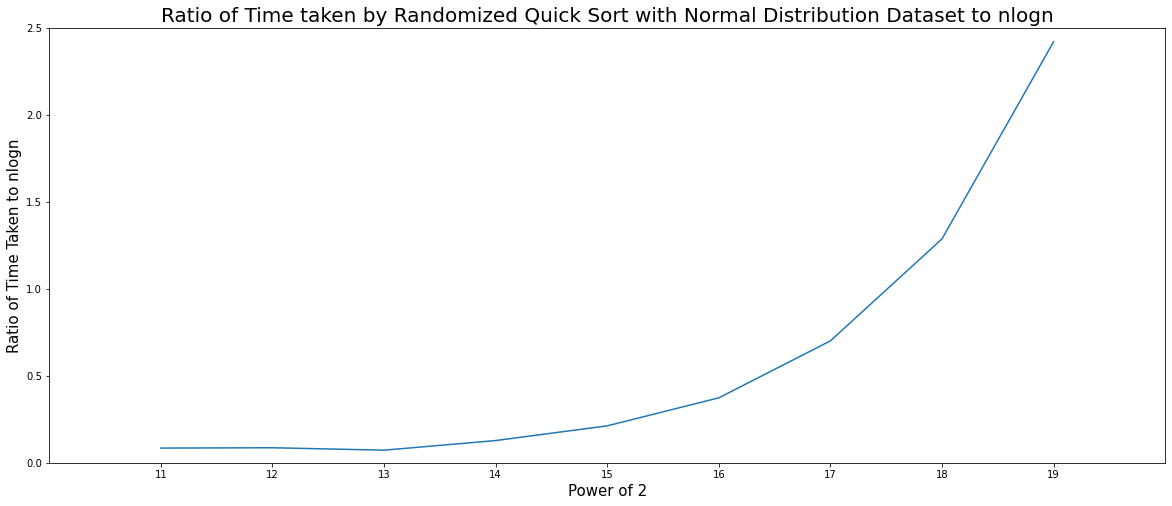 Ratio of Time taken by Randomized Quick Sort with Normal Distribution Dataset to nlogn
Ratio of Time Taken to nlogn
2.5
2.0
1.5
1.0
0.5
0.0
11 12 13 14 15 16 17 18 19
Power of 2